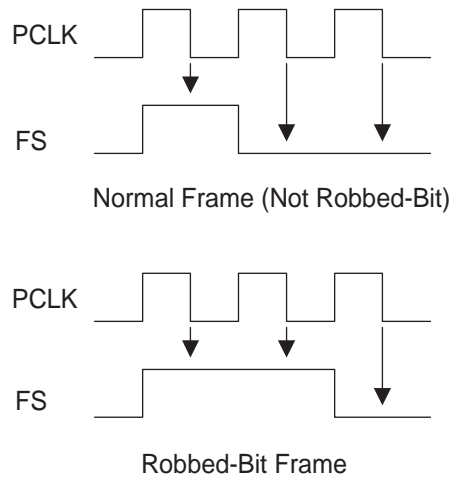 PCLK
FS
Normal Frame (Not Robbed-Bit)
PCLK
FS
Robbed-Bit Frame